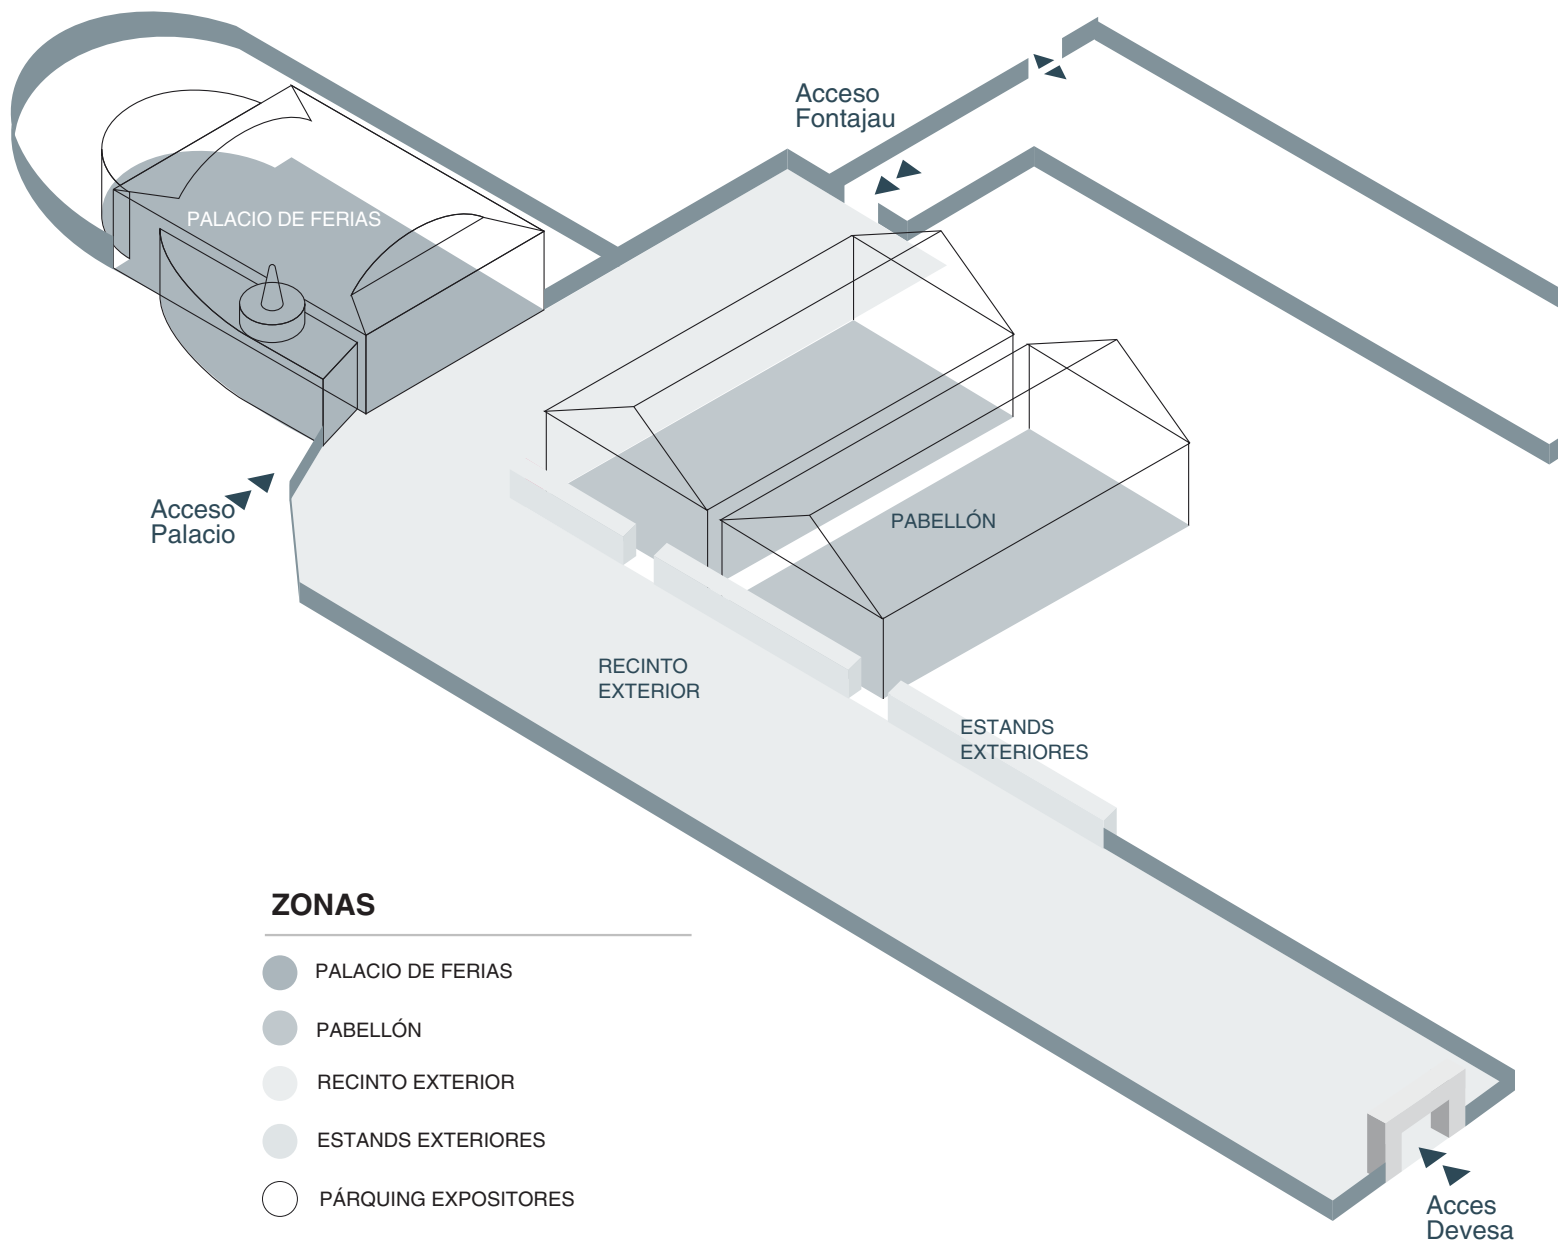 Acceso
Fontajau
PALACIO DE FERIAS
Acceso
Palacio
PABELLÓN
RECINTO
EXTERIOR
ESTANDS
EXTERIORES
ZONAS
PALACIO DE FERIAS
PABELLÓN
RECINTO EXTERIOR
ESTANDS EXTERIORES
PÁRQUING EXPOSITORES
Acces
Devesa